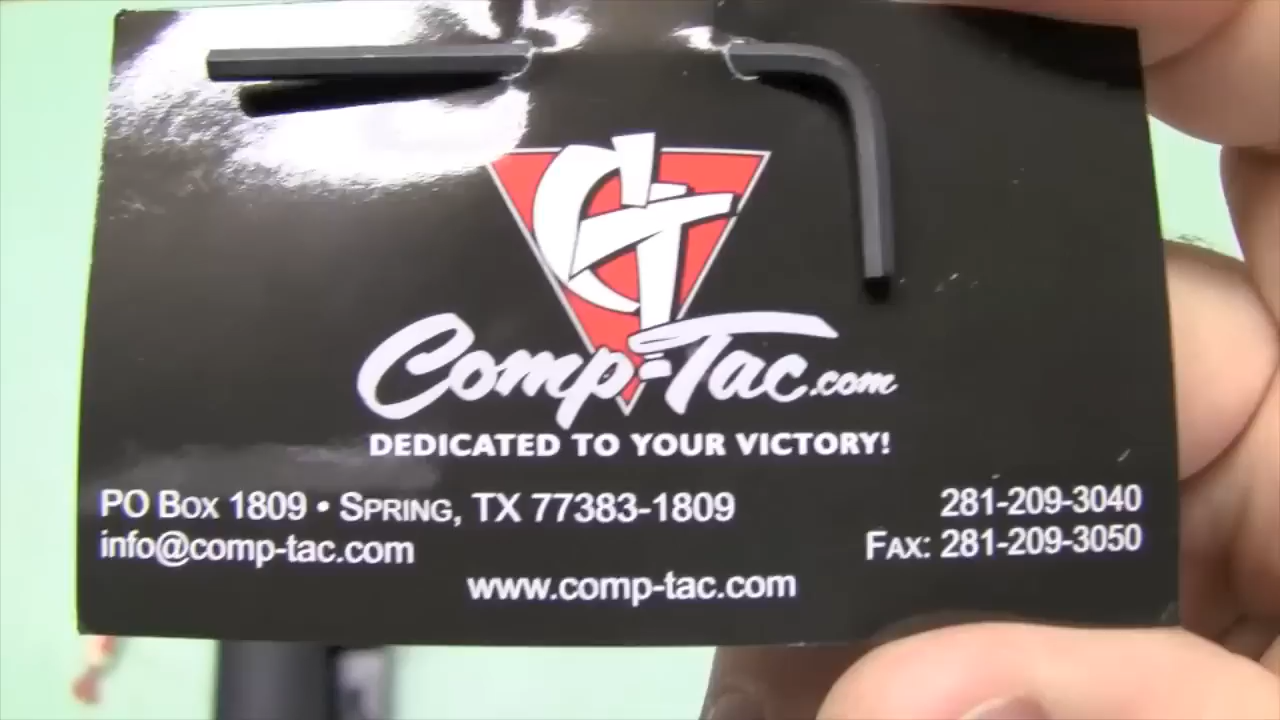 CT
Comp-Tac.com
DEDICATED TO YOUR VICTORY!
PO BOX 1809 • SPRING, TX 77383-1809
281-209-3040
info@comp-tac.com
FAX: 281-209-3050
www.comp-tac.com